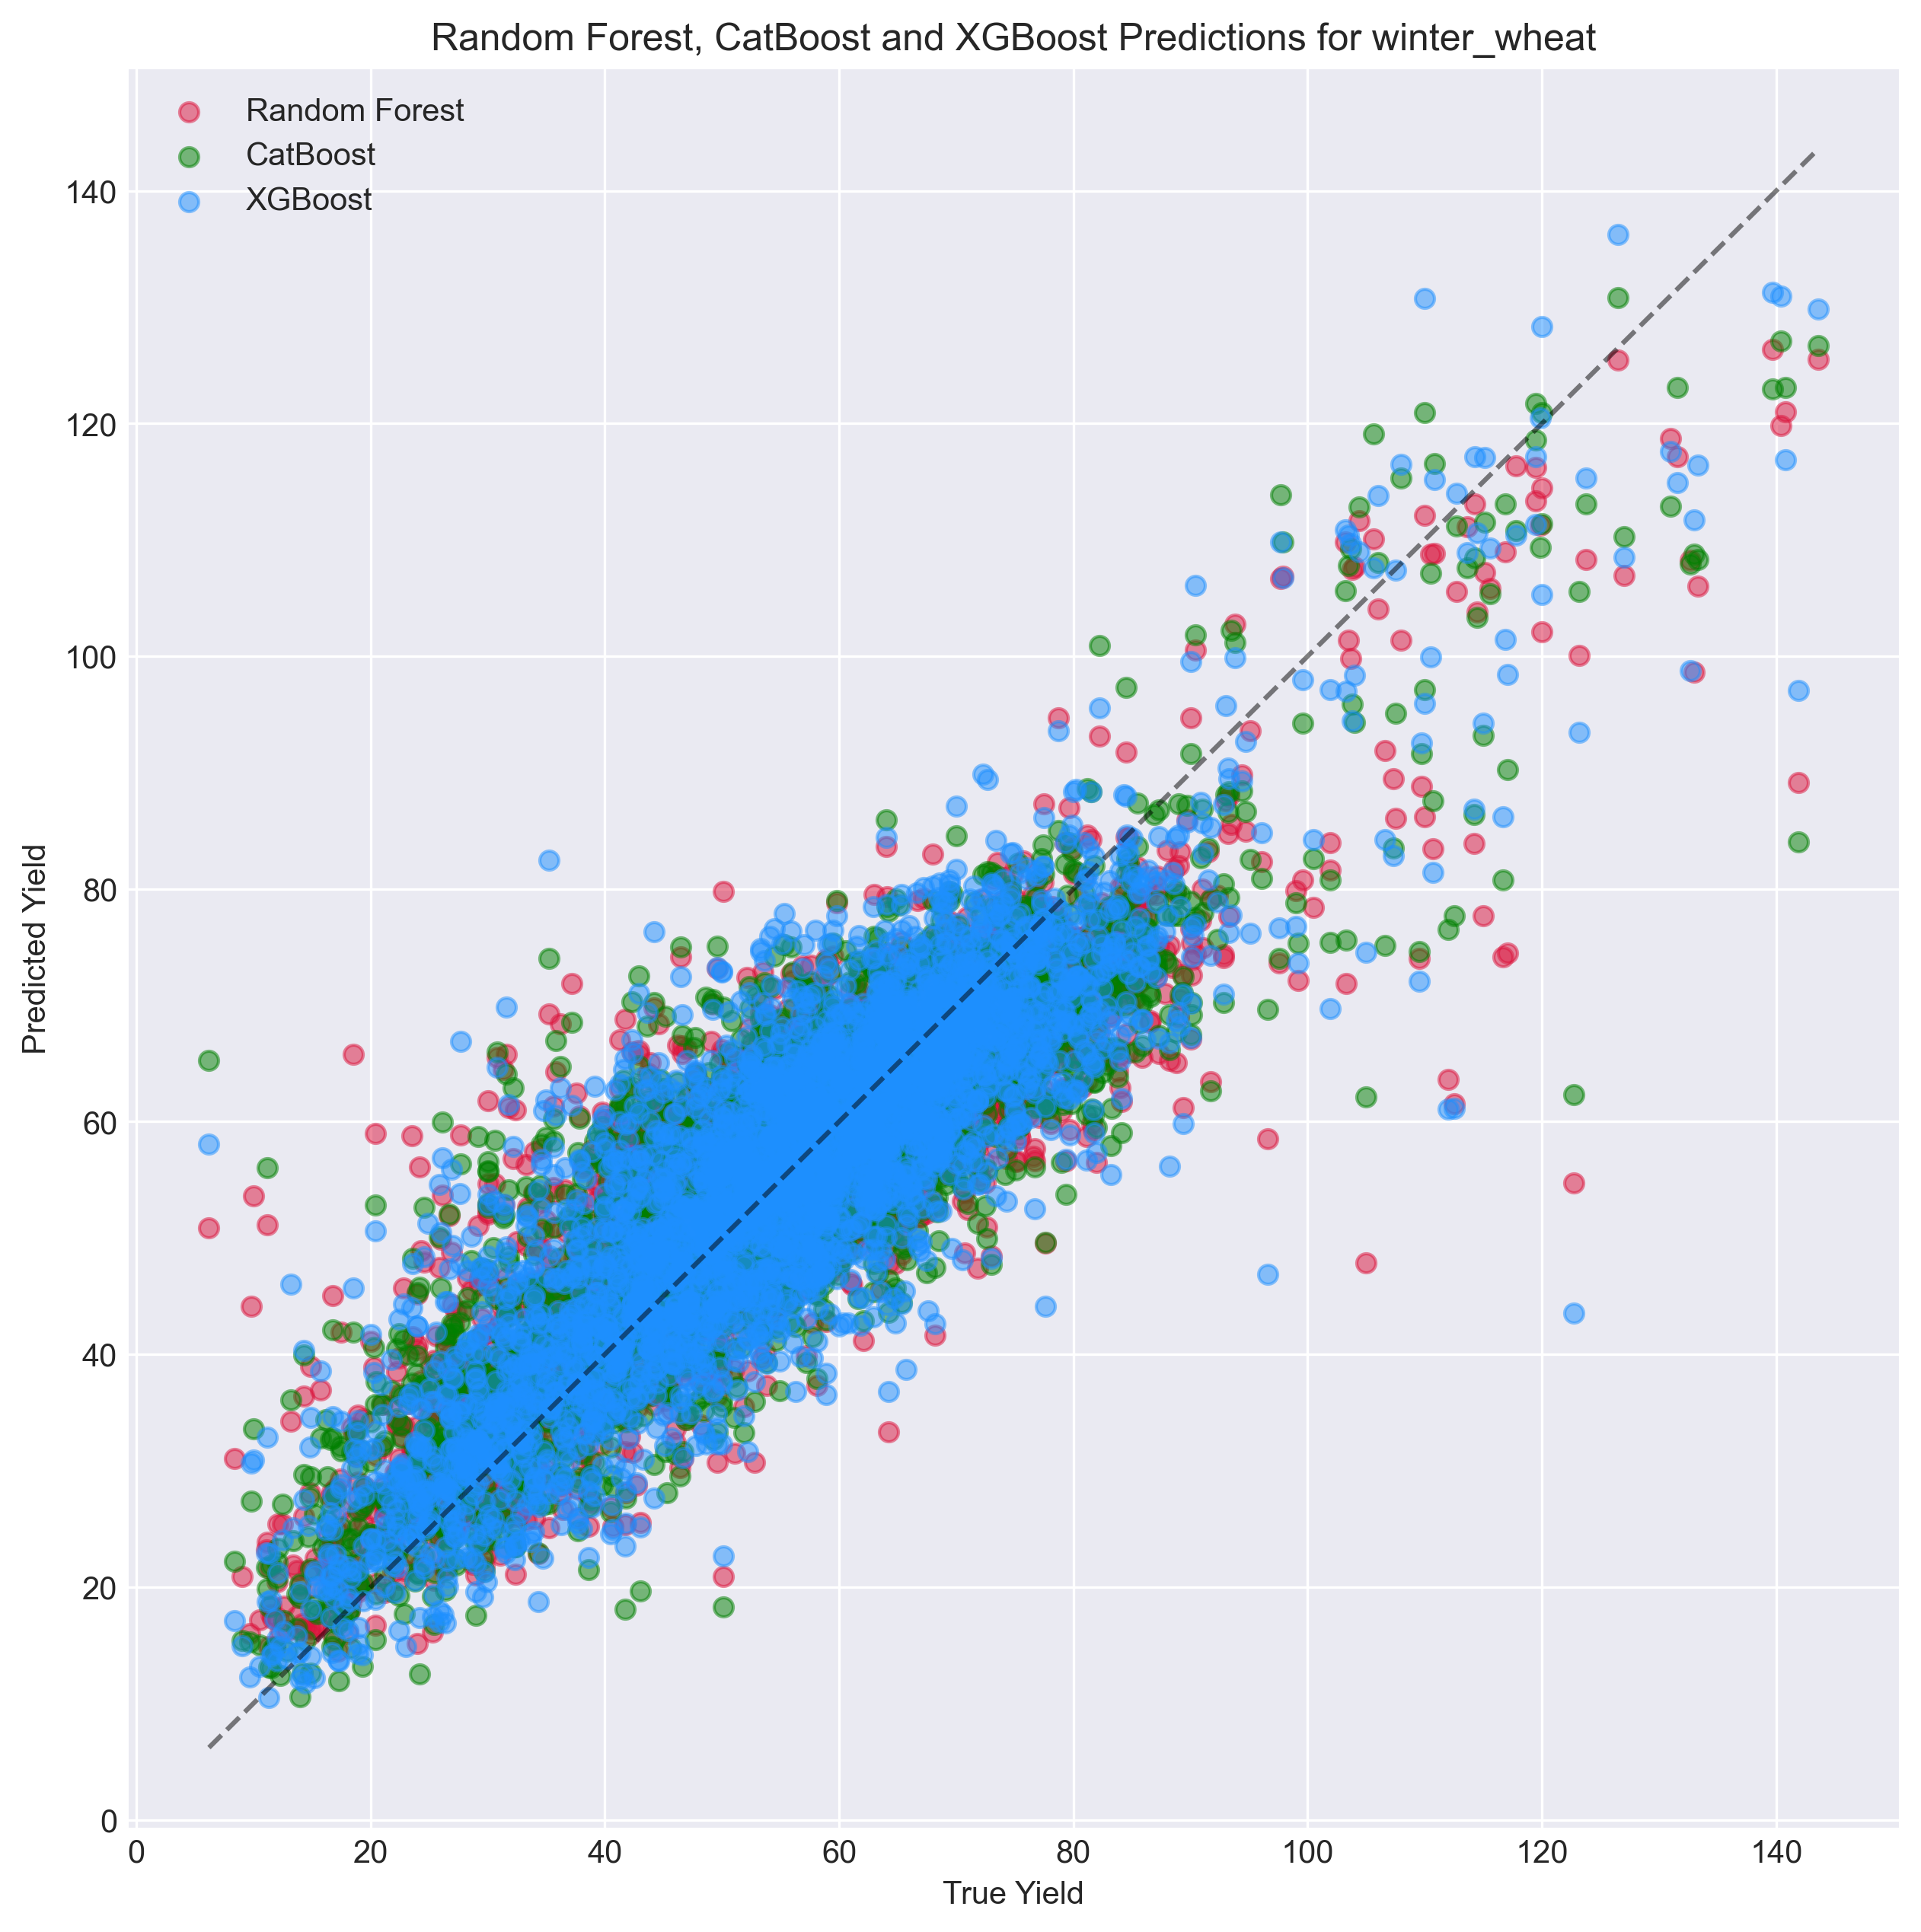 Random Forest, CatBoost and XGBoost Predictions for winter_wheat
Random Forest
CatBoost
XGBoost
140
120
100
80
60
40
20
0
Predicted Yield
0 20 40 60 80 100 120 140
True Yield